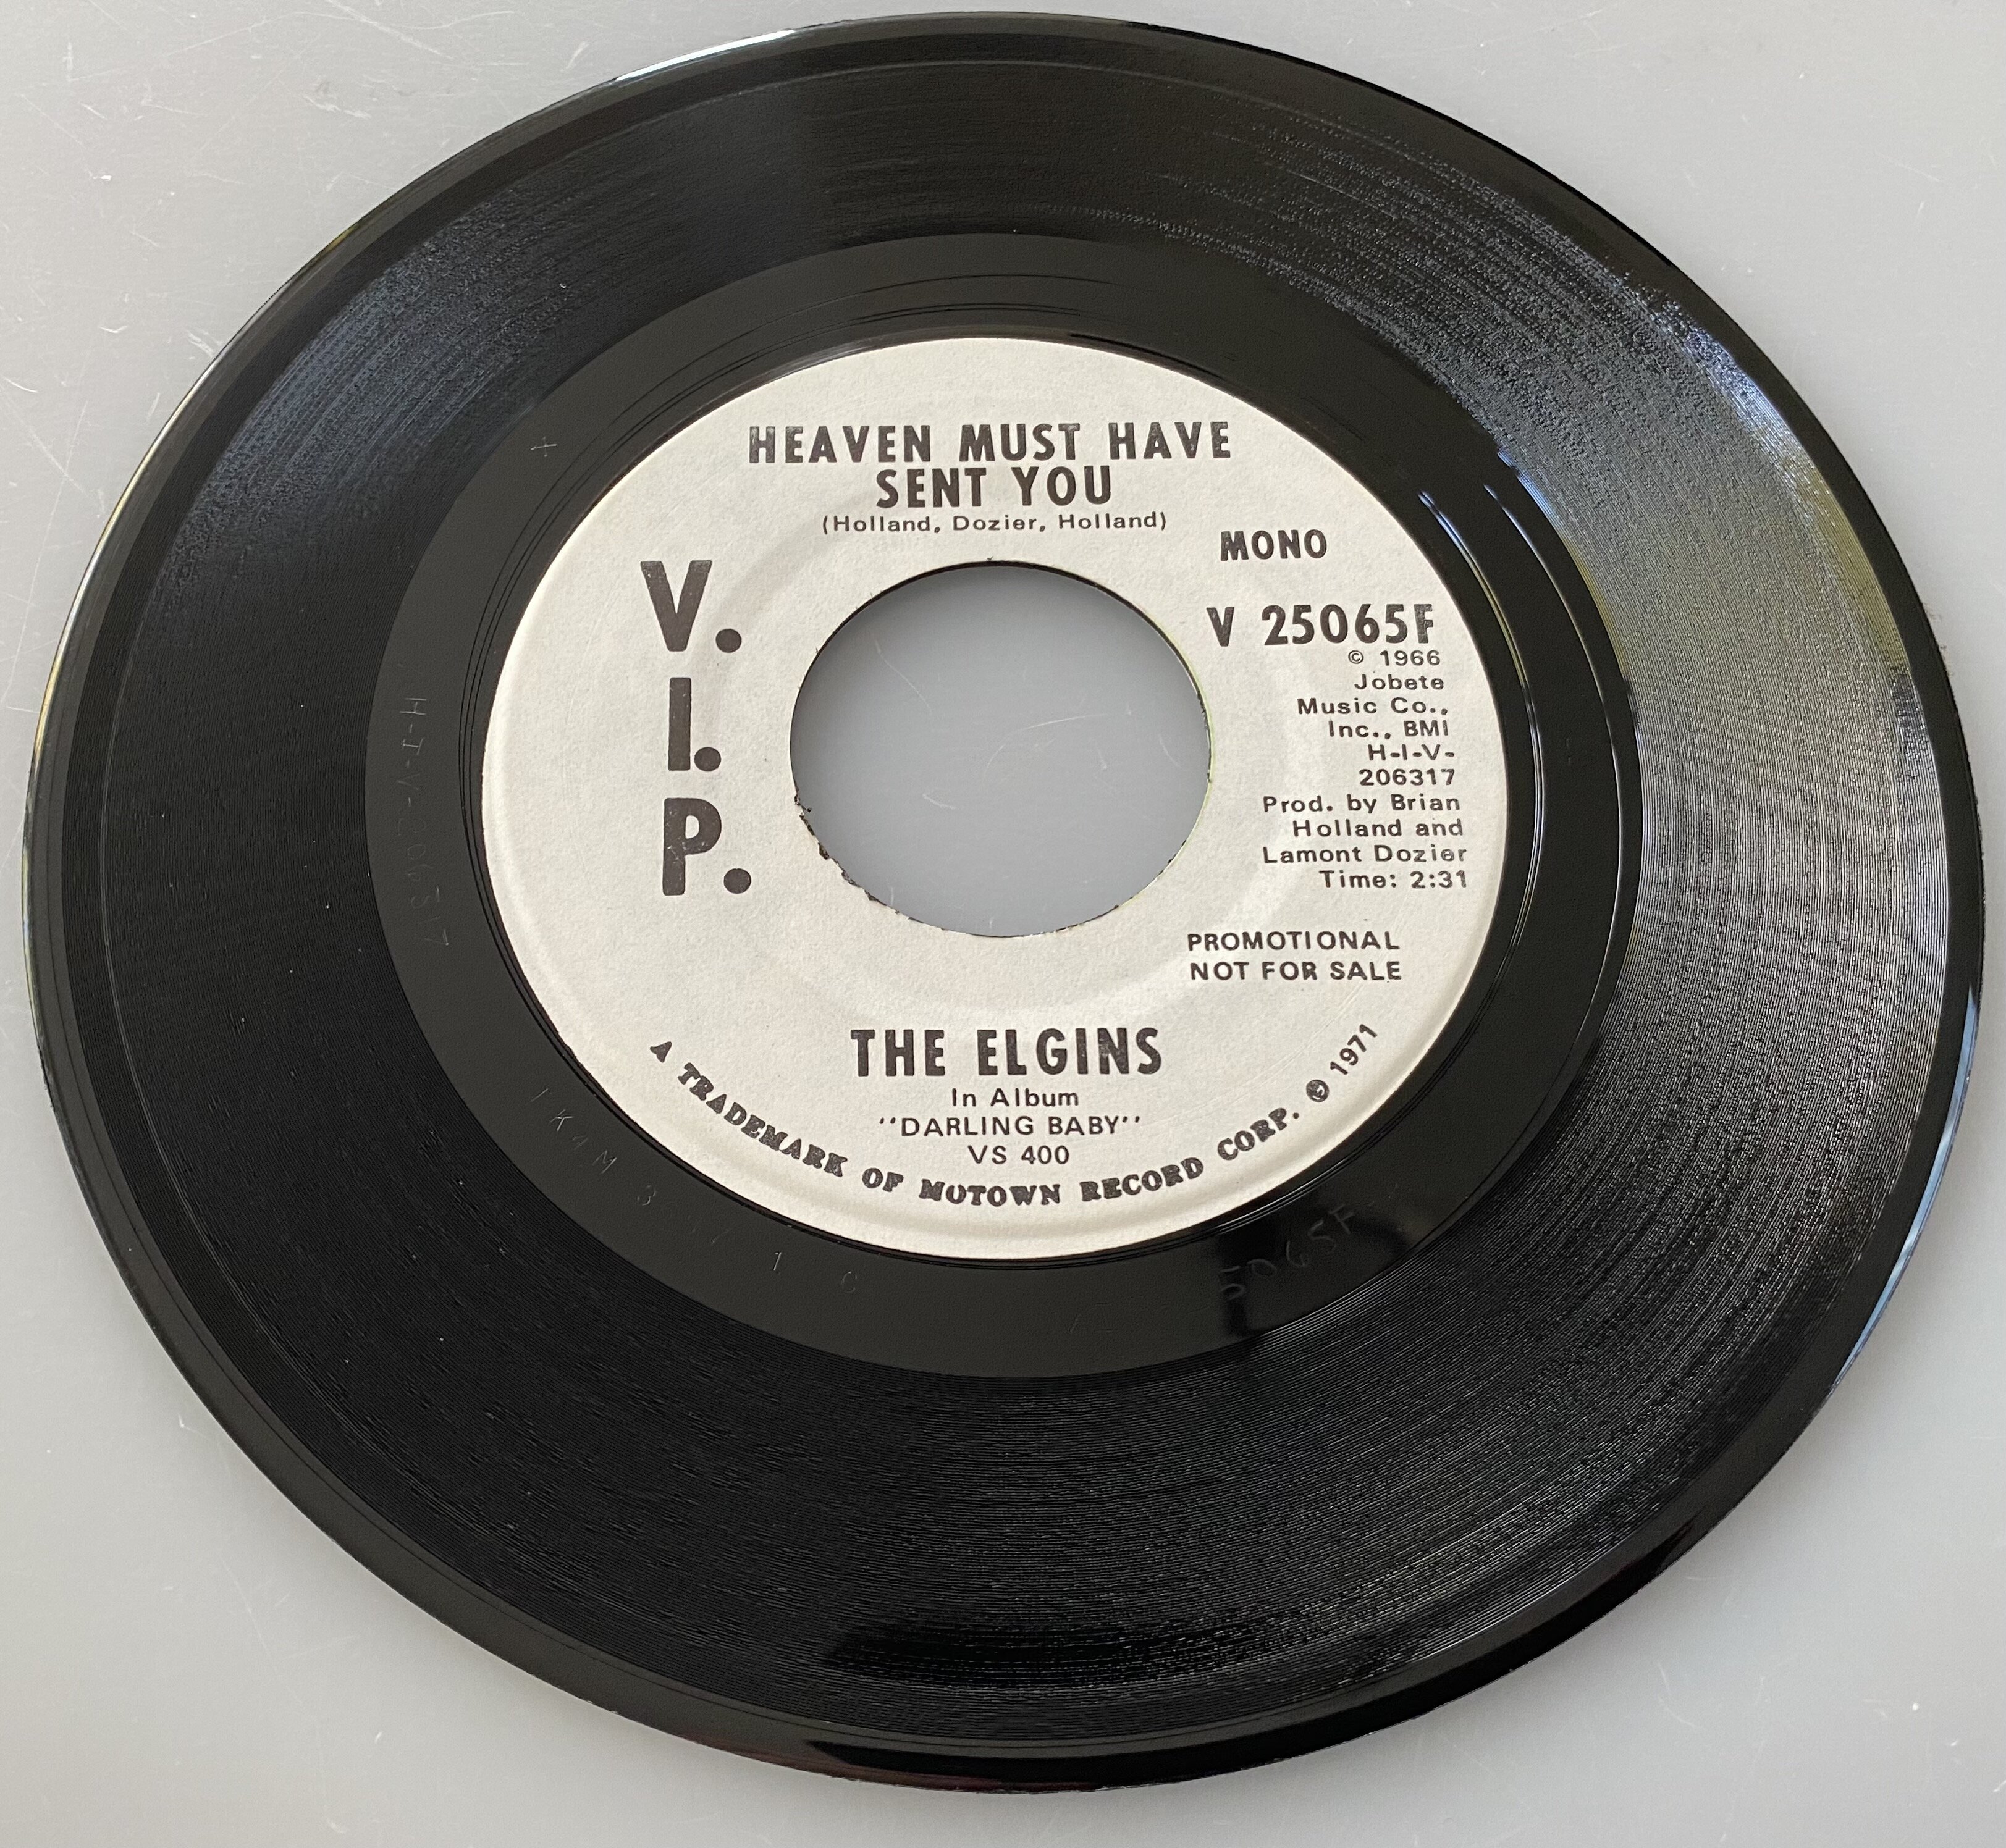 HEAVEN MUST HAVE
SENT YOU
(Holland, Dozier, Holland)
MONO
V.
I.
P.
V 25065F
© 1966
Jobete
Music Co.,
Inc., BMI
H-I-V-
206317
Prod. by Brian
Holland and
Lamont Dozier
Time: 2:31
PROMOTIONAL
NOT FOR SALE
THE ELGINS
In Album
''DARLING BABY''
VS 400
A TRADEMARK OF MOTOWN RECORD CORP. ℗ 1971
H-I-V-206317
5065F